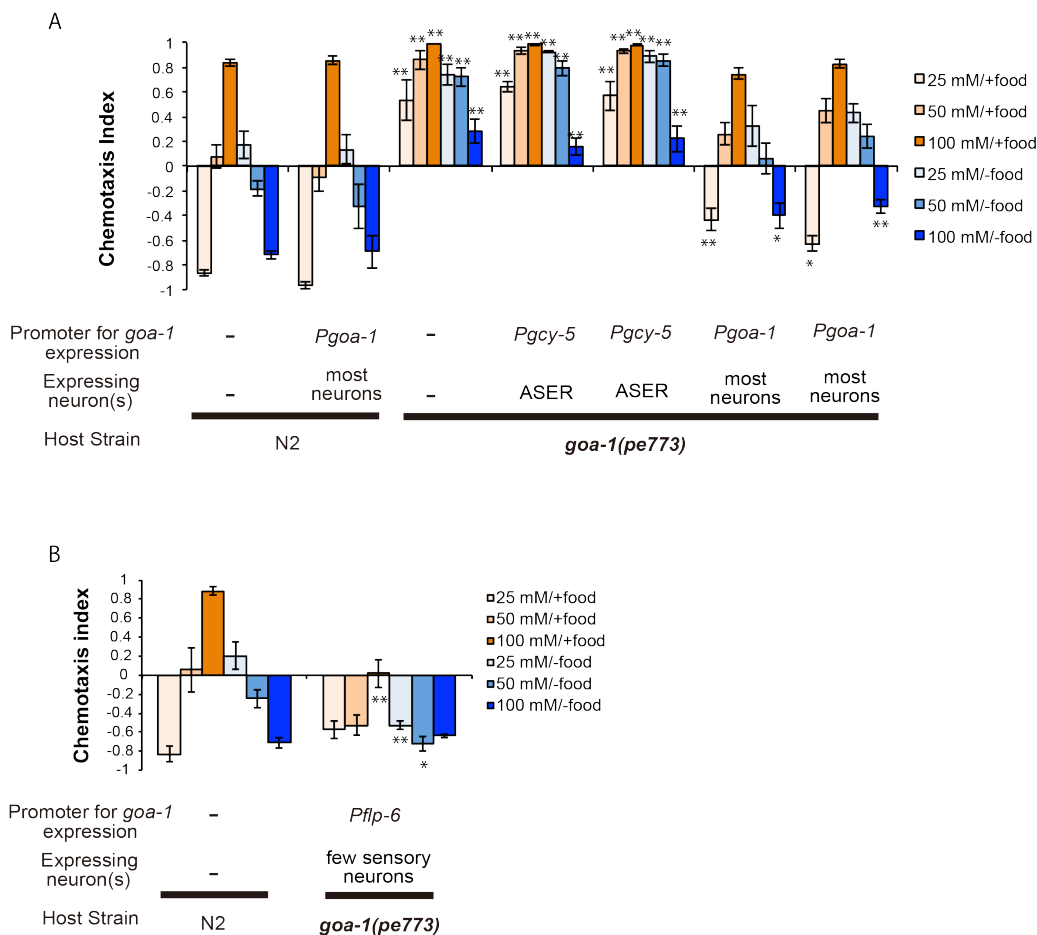 A
Chemotaxis Index
1
0.8
0.6
0.4
0.2
0
-0.2
-0.4
-0.6
-0.8
-1
** ** ** ** ** **
** ** ** ** ** **
** ** ** ** ** **
** *
* **
25 mM/+food
50 mM/+food
100 mM/+food
25 mM/-food
50 mM/-food
100 mM/-food
Promoter for goa-1 expression
– Pgoa-1 – Pgcy-5 Pgcy-5 Pgoa-1 Pgoa-1
Expressing neuron(s)
– most neurons – ASER ASER most neurons most neurons
Host Strain
N2 goa-1(pe773)
B
Chemotaxis index
1
0.8
0.6
0.4
0.2
0
-0.2
-0.4
-0.6
-0.8
-1
** ** *
25 mM/+food
50 mM/+food
100 mM/+food
25 mM/-food
50 mM/-food
100 mM/-food
Promoter for goa-1 expression
– Pflp-6
Expressing neuron(s)
– few sensory neurons
Host Strain
N2 goa-1(pe773)